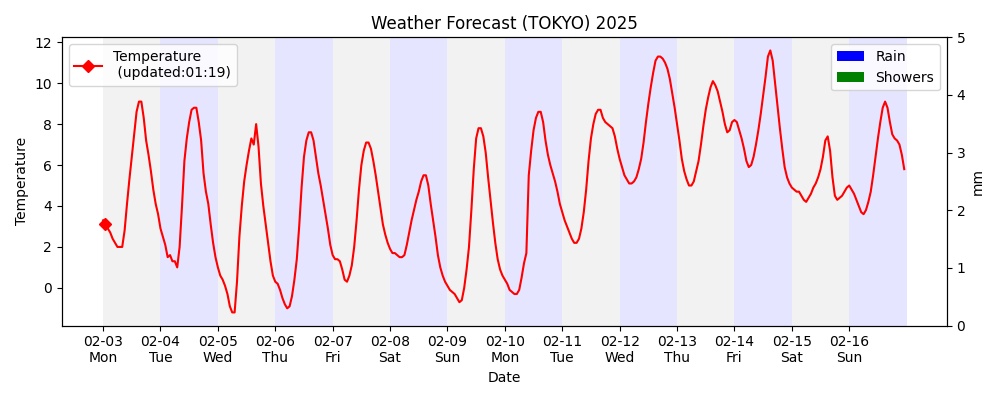 Weather Forecast (TOKYO) 2025
Temperature
(updated:01:19)
Rain
Showers
12
10
8
6
4
2
0
Temperature
5
4
3
2
1
0
mm
02-03 02-04 02-05 02-06 02-07 02-08 02-09 02-10 02-11 02-12 02-13 02-14 02-15 02-16
Mon Tue Wed Thu Fri Sat Sun Mon Tue Wed Thu Fri Sat Sun
Date